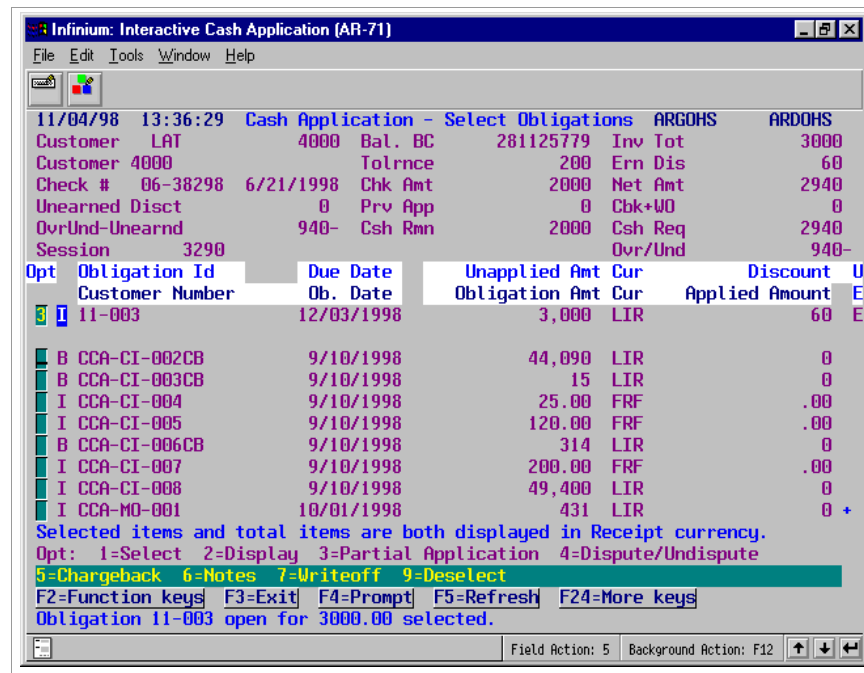 Infinium: Interactive Cash Application (AR-71)
File Edit Tools Window Help
11/04/98 13:36:29 Cash Application - Select Obligations ARGOHS ARDOHS
Customer LAT 4000 Bal. BC 281125779 Inv Tot 3000
Customer 4000 Tolrnce 200 Ern Dis 60
Check # 06-38298 6/21/1998 Chk Amt 2000 Net Amt 2940
Unearned Disct 0 Prv App 0 Cbk+WO 0
OvrUnd-Unearnd 940- Csh Rmn 2000 Csh Req 2940
Session 3290 Ovr/Und 940-
Opt Obligation Id Due Date Unapplied Amt Cur Discount U
Customer Number Ob. Date Obligation Amt Cur Applied Amount E
3 I 11-003 12/03/1998 3,000 LIR 60 E
B CCA-CI-002CB 9/10/1998 44,090 LIR 0
B CCA-CI-003CB 9/10/1998 15 LIR 0
I CCA-CI-004 9/10/1998 25.00 FRF .00
I CCA-CI-005 9/10/1998 120.00 FRF .00
B CCA-CI-006CB 9/10/1998 314 LIR 0
I CCA-CI-007 9/10/1998 200.00 FRF .00
I CCA-CI-008 9/10/1998 49,400 LIR 0
I CCA-MO-001 10/01/1998 431 LIR 0 +
Selected items and total items are both displayed in Receipt currency.
Opt: 1=Select 2=Display 3=Partial Application 4=Dispute/Undispute
5=Chargeback 6=Notes 7=Writeoff 9=Deselect
F2=Function keys F3=Exit F4=Prompt F5=Refresh F24=More keys
Obligation 11-003 open for 3000.00 selected.
Field Action: 5 Background Action: F12